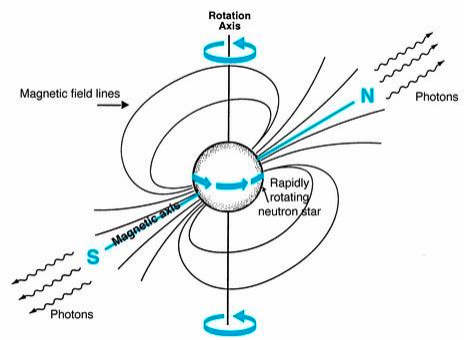 Rotation
Axis
Magnetic field lines
N
Photons
Rapidly
rotating
neutron star
Magnetic axis
S
Photons